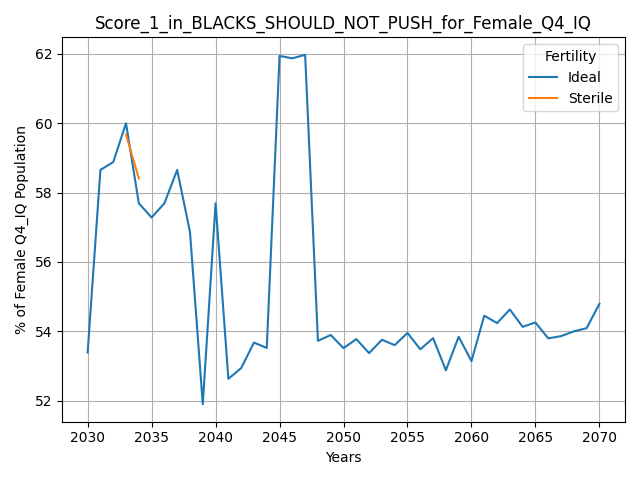 Score_1_in_BLACKS_SHOULD_NOT_PUSH_for_Female_Q4_IQ
Fertility
Ideal
Sterile
% of Female Q4_IQ Population
62
60
58
56
54
52
2030 2035 2040 2045 2050 2055 2060 2065 2070
Years